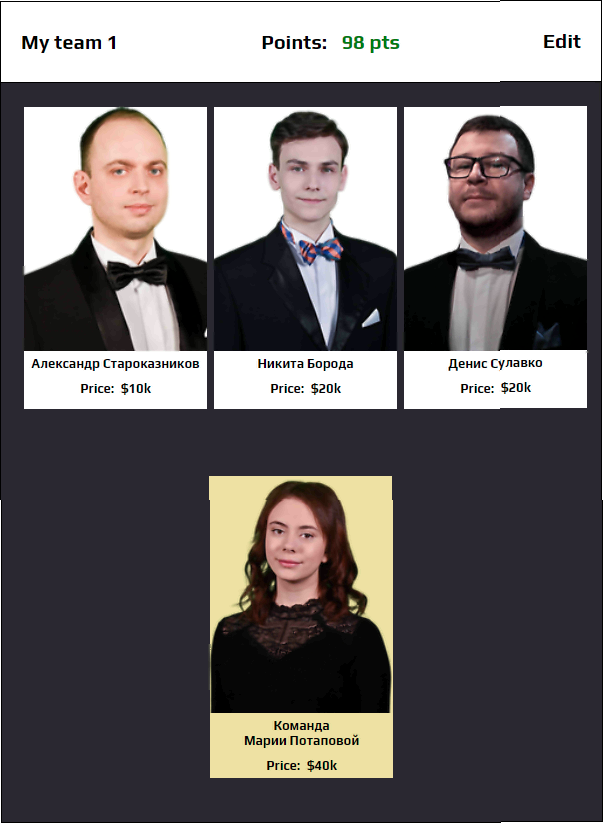 My team 1 Points: 98 pts Edit
Александр Староказников Никита Борода Денис Сулавко
Price: $10k Price: $20k Price: $20k
Команда
Марии Потаповой
Price: $40k